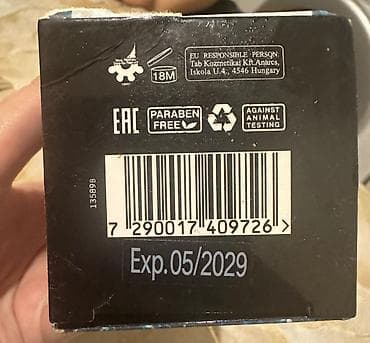 EU RESPONSIBLE PERSON:
Tab Kozmetikai Kft.Anarcs,
Iskola U.4., 4546 Hungary
18M
EAC
PARABEN
FREE
AGAINST
ANIMAL
TESTING
135898
7 290017 409726 >
Exp.05/2029